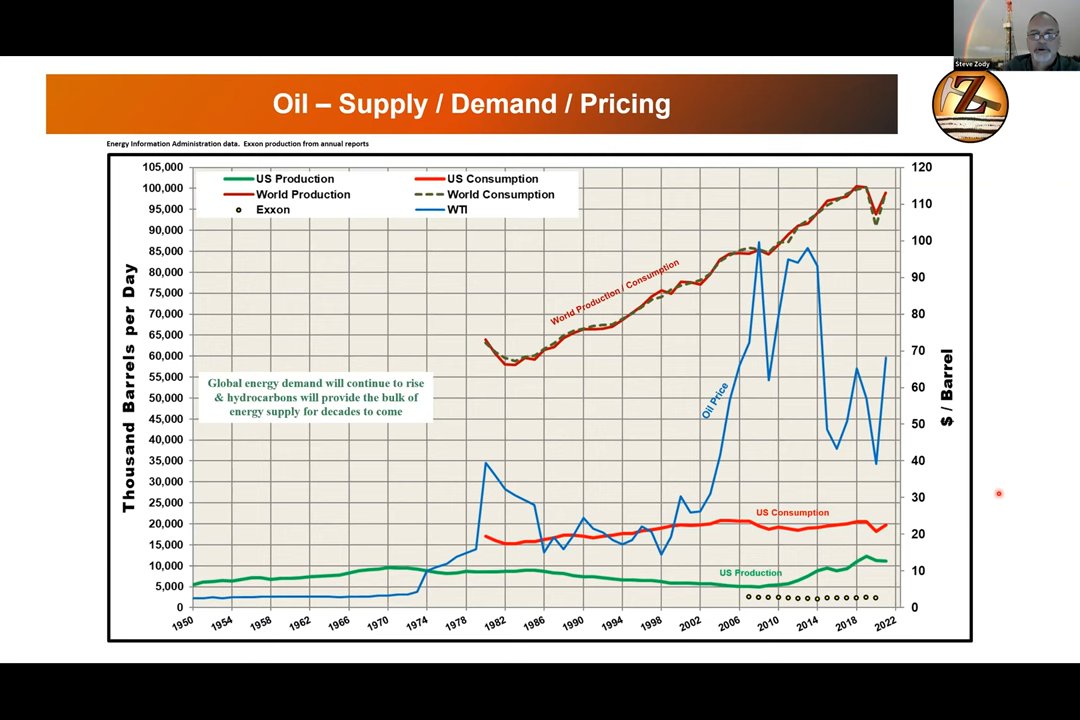 Steve Zody
Oil – Supply / Demand / Pricing
Z
Energy Information Administration data. Exxon production from annual reports
US Production
US Consumption
World Production
World Consumption
Exxon
WTI
105,000
100,000
95,000
90,000
85,000
80,000
75,000
70,000
65,000
60,000
55,000
50,000
45,000
40,000
35,000
30,000
25,000
20,000
15,000
10,000
5,000
0
Thousand Barrels per Day
World Production / Consumption
Global energy demand will continue to rise
& hydrocarbons will provide the bulk of
energy supply for decades to come
Oil Price
US Consumption
US Production
120
110
100
90
80
70
60
50
40
30
20
10
0
$ / Barrel
1950
1954
1958
1962
1966
1970
1974
1978
1982
1986
1990
1994
1998
2002
2006
2010
2014
2018
2022